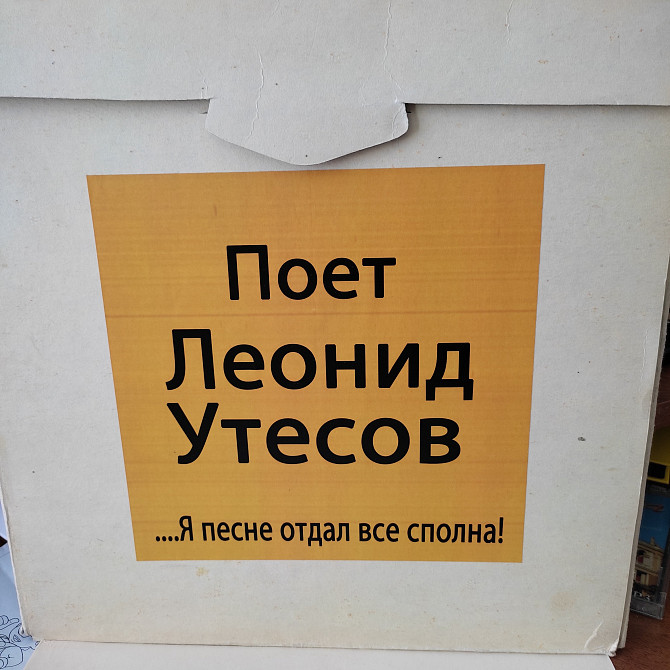 Поет
Леонид
Утесов
....Я песне отдал все сполна!